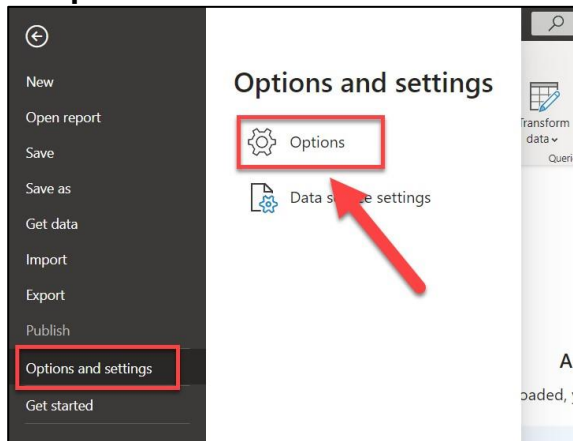 New
Open report
Save
Save as
Get data
Import
Export
Publish
Options and settings
Get started
Options and settings
Options
Data settings
Transform
data
A